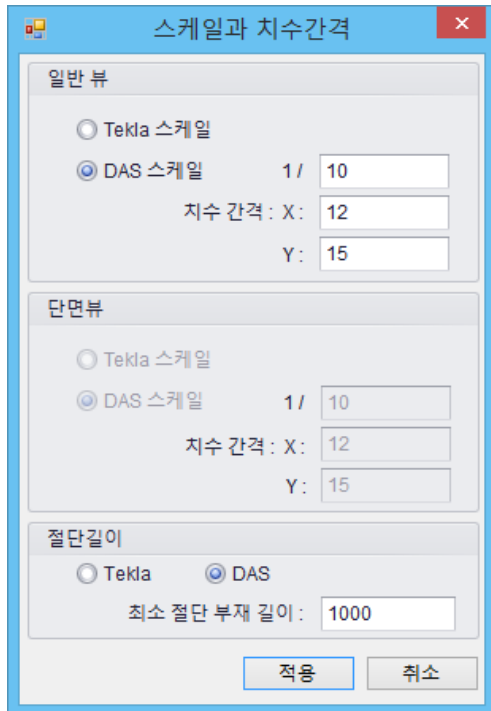 스케일과 치수간격
일반 뷰
Tekla 스케일
DAS 스케일 1 / 10
치수 간격 : X : 12
Y : 15
단면뷰
Tekla 스케일
DAS 스케일 1 / 10
치수 간격 : X : 12
Y : 15
절단길이
Tekla DAS
최소 절단 부재 길이 : 1000
적용 취소